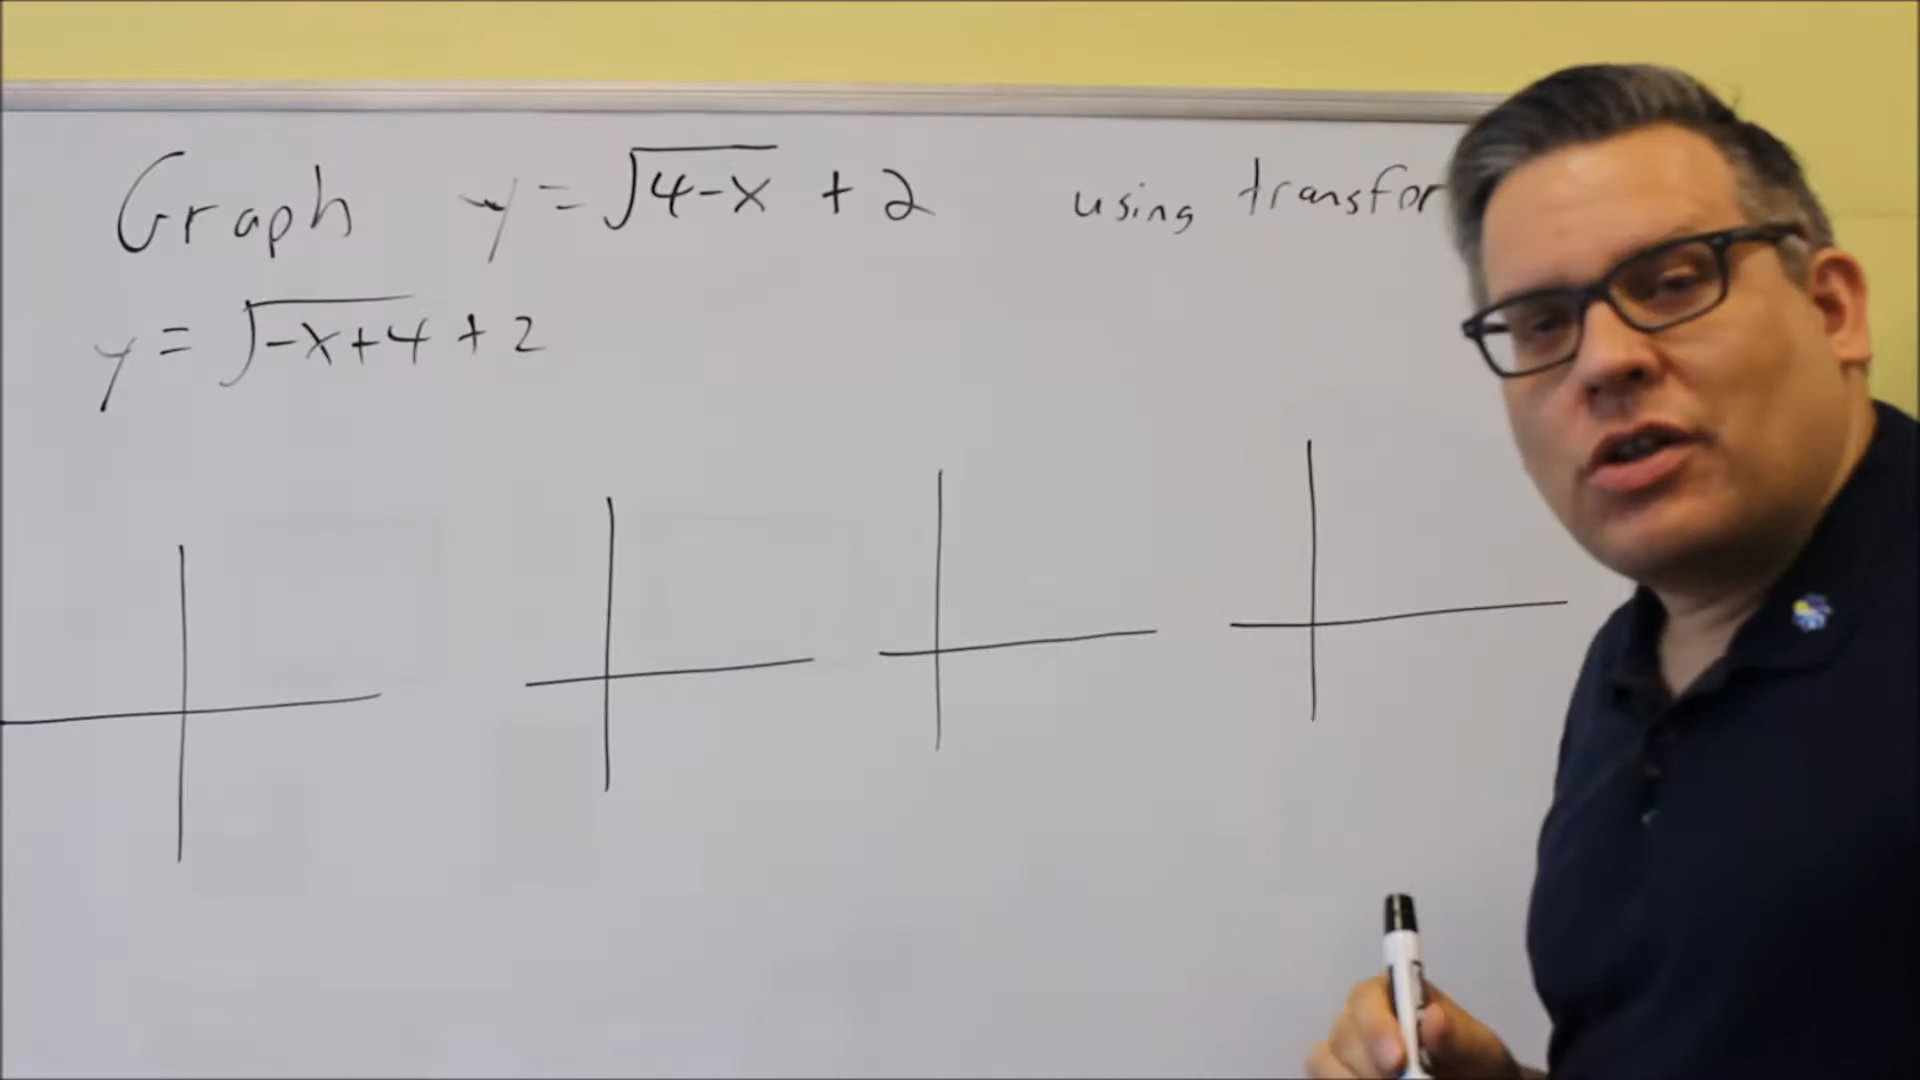 Graph y = √4-x + 2 using transfor
y = √-x+4 + 2